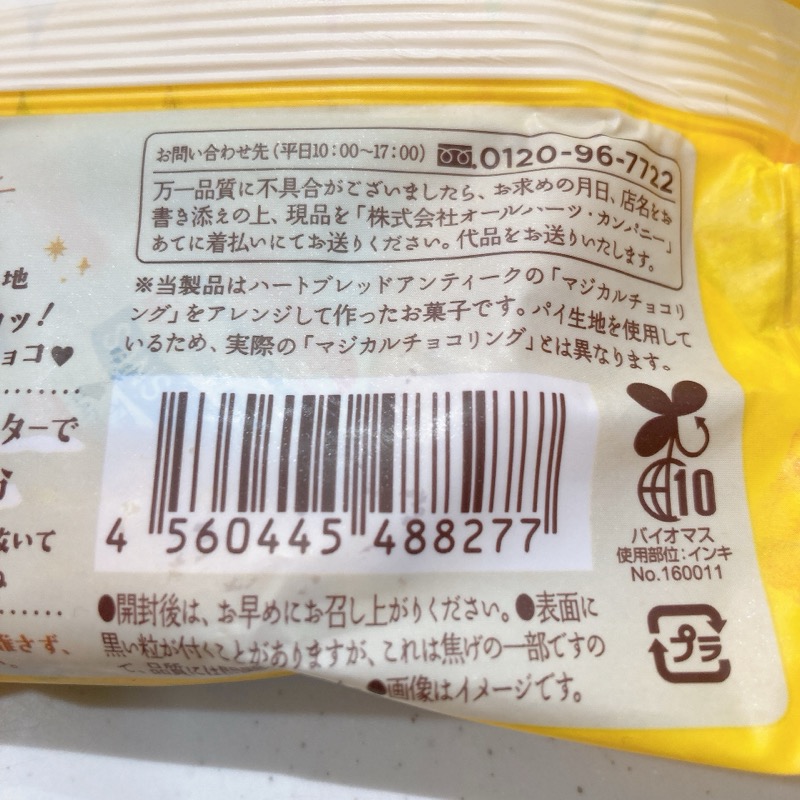 お問い合わせ先(平日10:00〜17:00) 0120-96-7722
万一品質に不具合がございましたら、お求めの月日、店名とお
書き添えの上、現品を「株式会社オールハーツ・カンパニー」
あてに着払いにてお送りください。代品をお送りいたします。
※当製品はハートブレッドアンティークの「マジカルチョコリ
ング」をアレンジして作ったお菓子です。パイ生地を使用して
いるため、実際の「マジカルチョコリング」とは異なります。
地
ッ!
ョコ♥
ターで
抜いて
4 560445 488277
10
バイオマス
使用部位:インキ
No.160011
●開封後は、お早めにお召し上がりください。●表面に
黒い粒が付くことがありますが、これは焦げの一部ですの
で、品質には
●画像はイメージです。
プラ